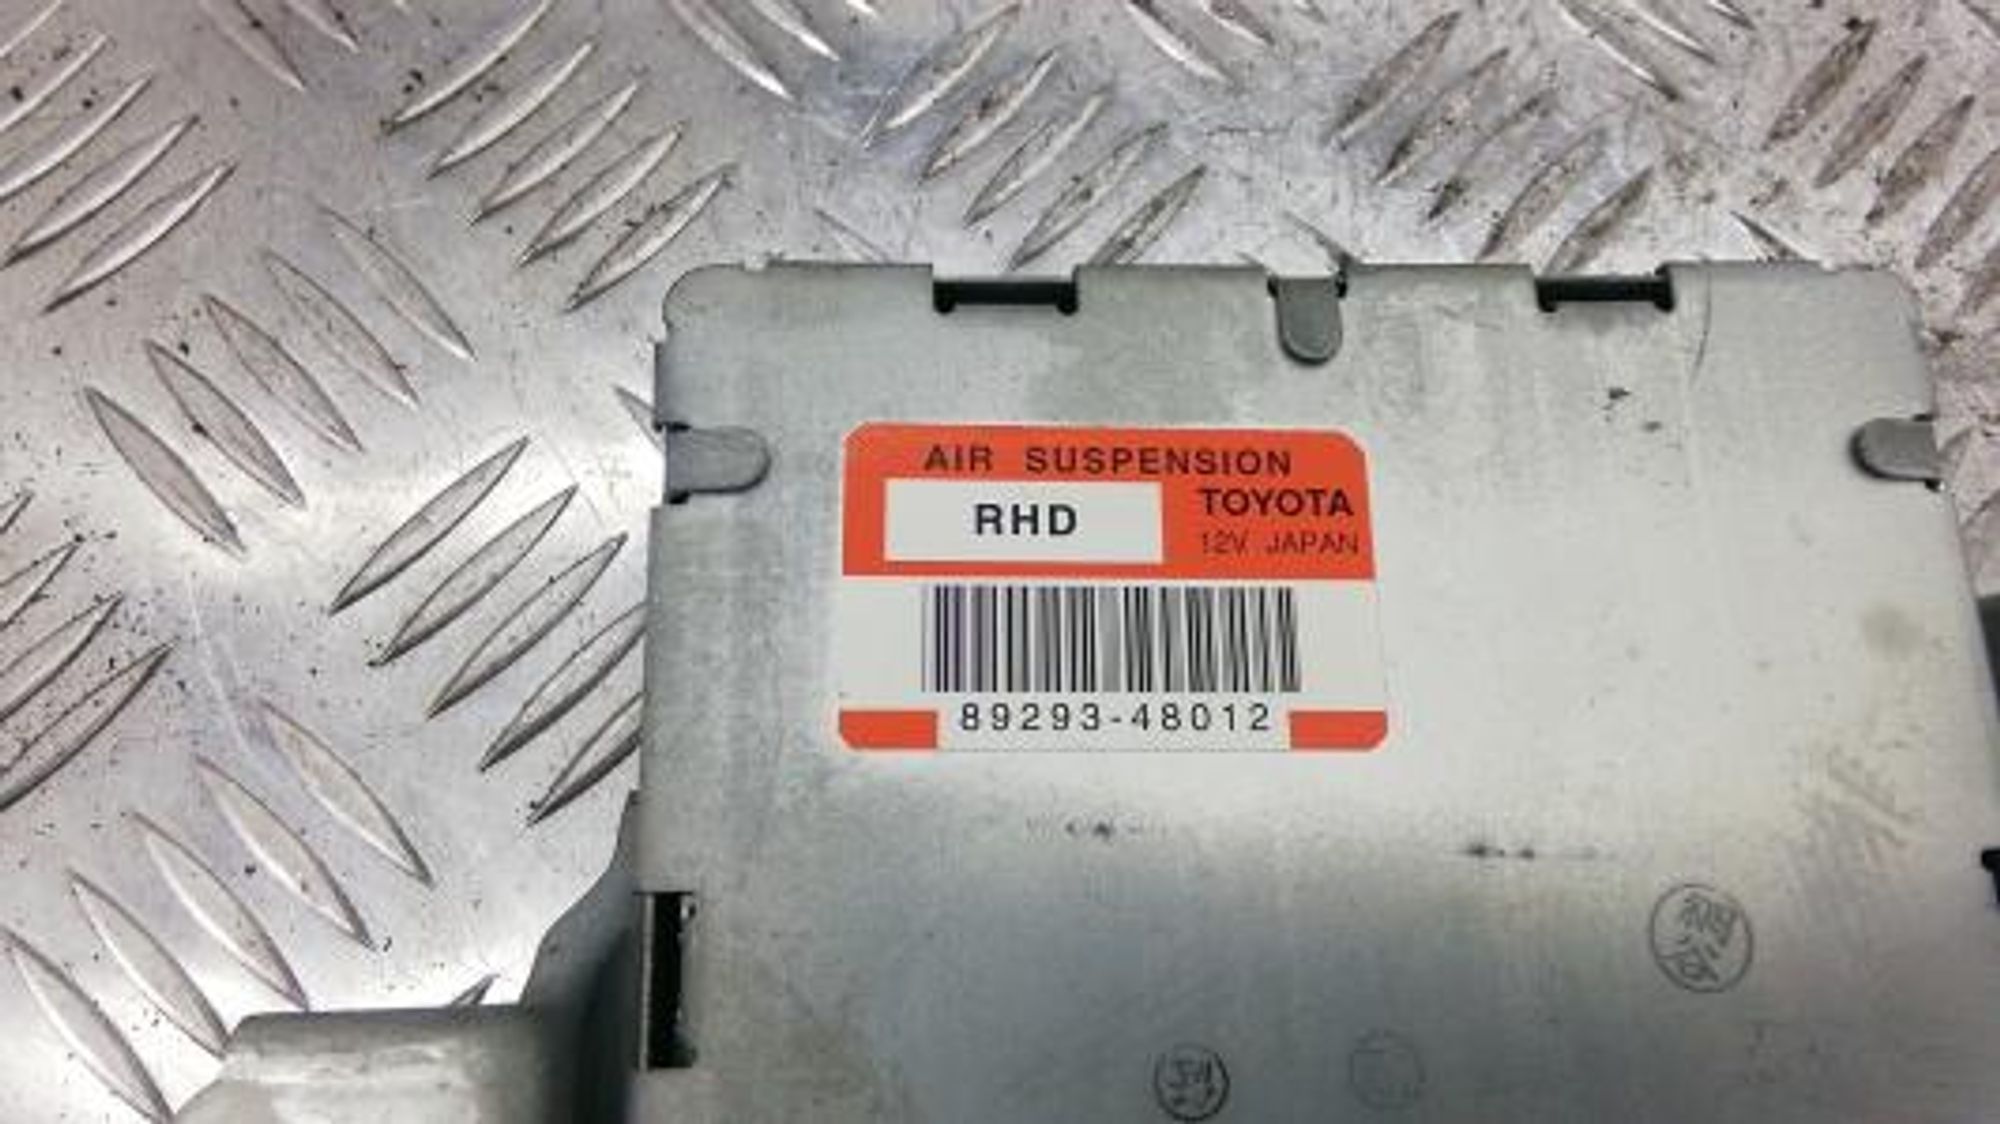 AIR SUSPENSION
RHD
TOYOTA
12V JAPAN
89293-48012